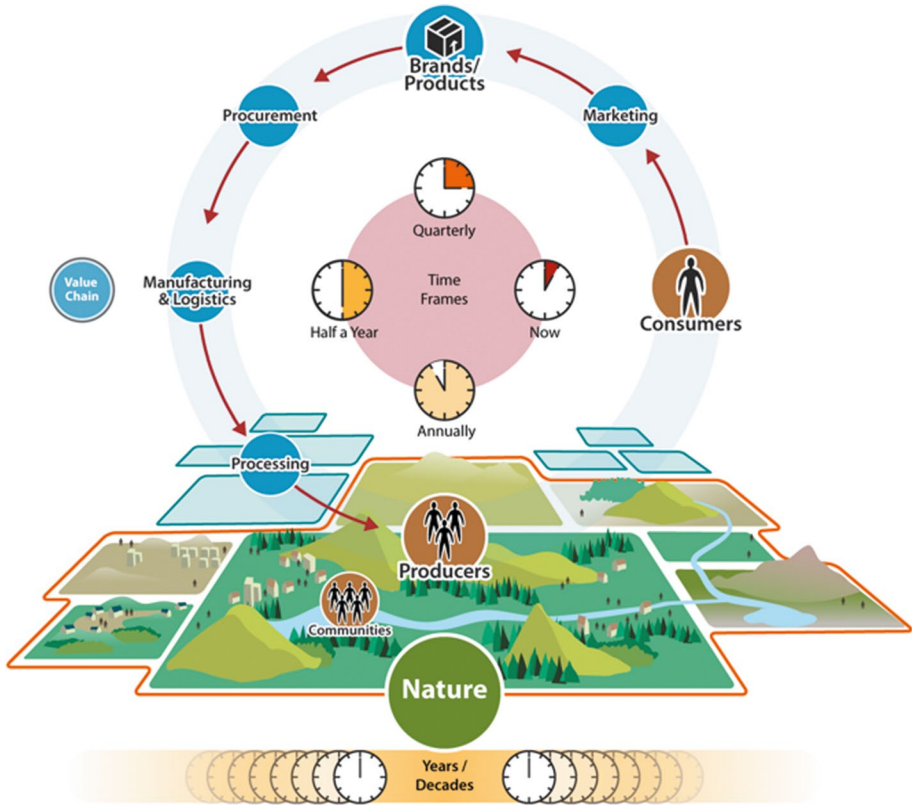 Brands/
Products
Procurement
Marketing
Quarterly
Value
Chain
Manufacturing
& Logistics
Time
Frames
Half a Year
Now
Consumers
Annually
Processing
Producers
Communities
Nature
Years /
Decades